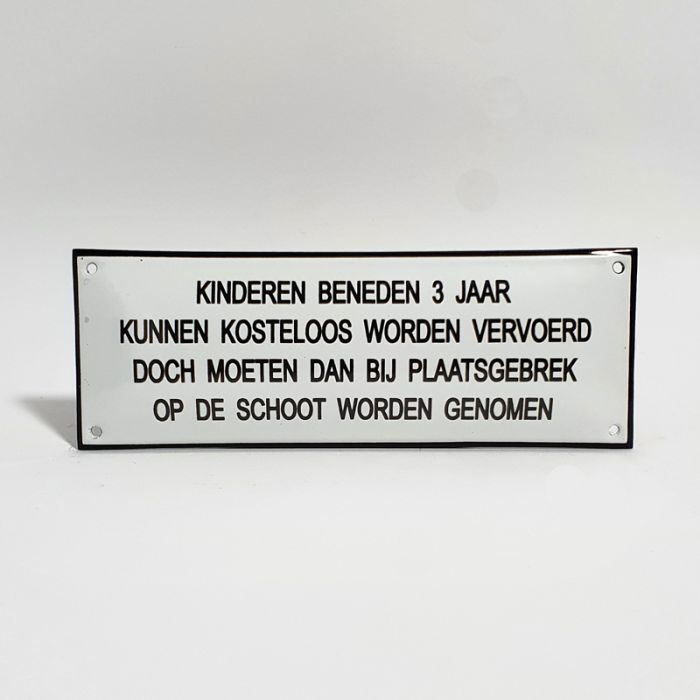 KINDEREN BENEDEN 3 JAAR
KUNNEN KOSTELOOS WORDEN VERVOERD
DOCH MOETEN DAN BIJ PLAATSGEBREK
OP DE SCHOOT WORDEN GENOMEN